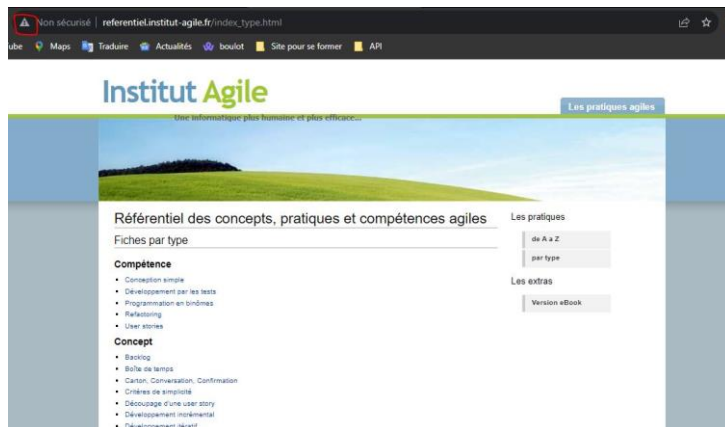 Non sécurisé | referentiel.institut-agile.fr/index_type.html
ube Maps Traduire Actualités boulot Site pour se former API
Institut Agile
Une informatique plus humaine et plus efficace...
Les pratiques agiles
Référentiel des concepts, pratiques et compétences agiles
Fiches par type
Compétence
Conception simple
Développement par les tests
Programmation en binômes
Refactoring
User stories
Concept
Backlog
Boîte de temps
Carton, Conversation, Confirmation
Critères de simplicité
Découpage d'une user story
Développement incrémental
Développement itératif
Les pratiques
de A a Z
par type
Les extras
Version eBook